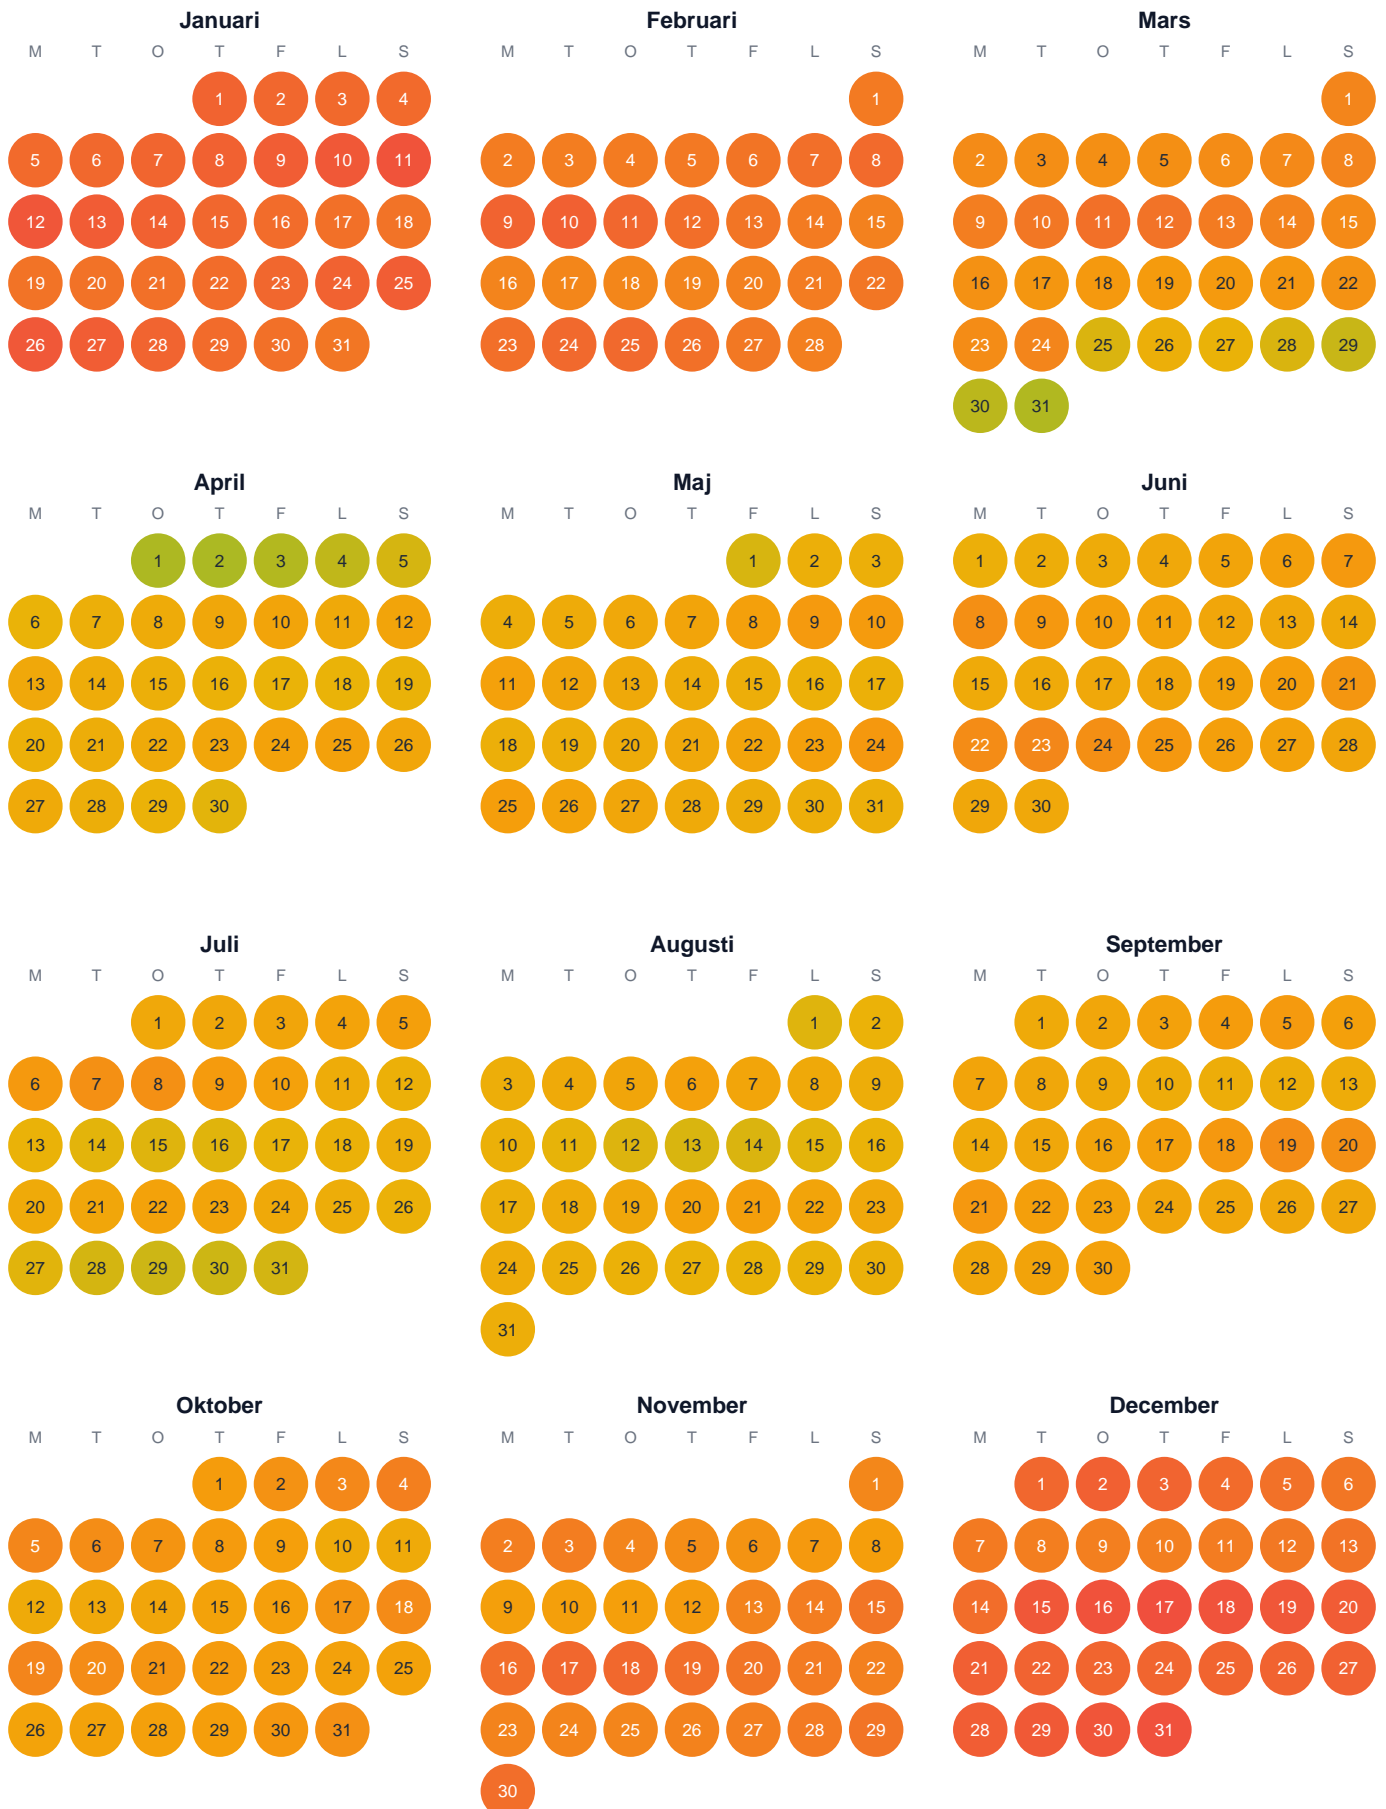 Januari
M T O T F L S
1 2 3 4
5 6 7 8 9 10 11
12 13 14 15 16 17 18
19 20 21 22 23 24 25
26 27 28 29 30 31
Februari
M T O T F L S
1
2 3 4 5 6 7 8
9 10 11 12 13 14 15
16 17 18 19 20 21 22
23 24 25 26 27 28
Mars
M T O T F L S
1
2 3 4 5 6 7 8
9 10 11 12 13 14 15
16 17 18 19 20 21 22
23 24 25 26 27 28 29
30 31
April
M T O T F L S
1 2 3 4 5
6 7 8 9 10 11 12
13 14 15 16 17 18 19
20 21 22 23 24 25 26
27 28 29 30
Maj
M T O T F L S
1 2 3
4 5 6 7 8 9 10
11 12 13 14 15 16 17
18 19 20 21 22 23 24
25 26 27 28 29 30 31
Juni
M T O T F L S
1 2 3 4 5 6 7
8 9 10 11 12 13 14
15 16 17 18 19 20 21
22 23 24 25 26 27 28
29 30
Juli
M T O T F L S
1 2 3 4 5
6 7 8 9 10 11 12
13 14 15 16 17 18 19
20 21 22 23 24 25 26
27 28 29 30 31
Augusti
M T O T F L S
1 2
3 4 5 6 7 8 9
10 11 12 13 14 15 16
17 18 19 20 21 22 23
24 25 26 27 28 29 30
31
September
M T O T F L S
1 2 3 4 5 6
7 8 9 10 11 12 13
14 15 16 17 18 19 20
21 22 23 24 25 26 27
28 29 30
Oktober
M T O T F L S
1 2 3 4
5 6 7 8 9 10 11
12 13 14 15 16 17 18
19 20 21 22 23 24 25
26 27 28 29 30 31
November
M T O T F L S
1
2 3 4 5 6 7 8
9 10 11 12 13 14 15
16 17 18 19 20 21 22
23 24 25 26 27 28 29
30
December
M T O T F L S
1 2 3 4 5 6
7 8 9 10 11 12 13
14 15 16 17 18 19 20
21 22 23 24 25 26 27
28 29 30 31